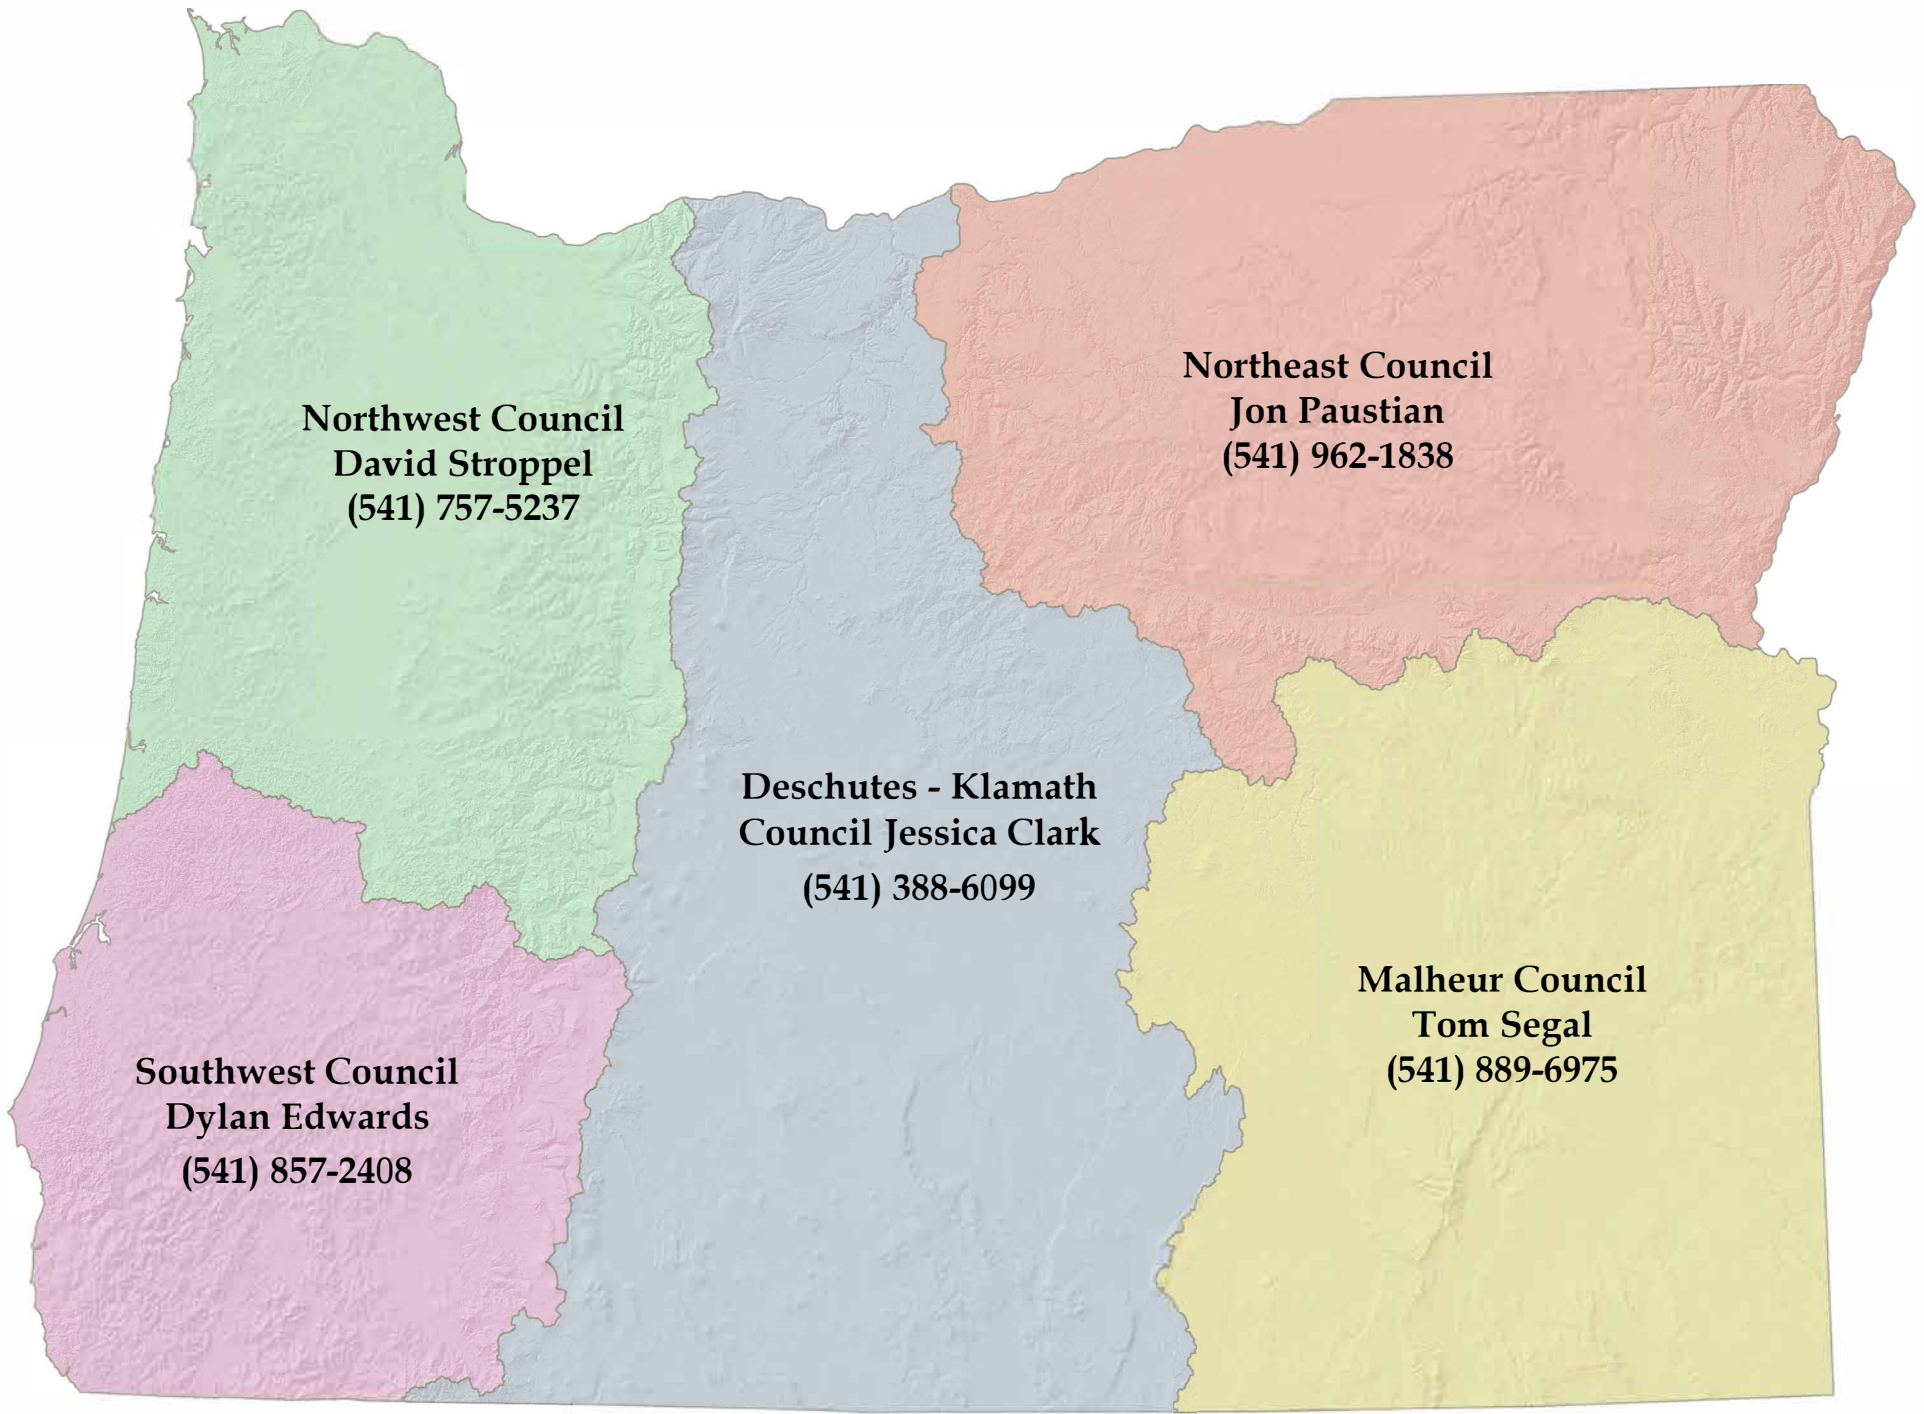 Northeast Council
Jon Paustian
(541) 962-1838
Northwest Council
David Stroppel
(541) 757-5237
Deschutes - Klamath
Council Jessica Clark
(541) 388-6099
Malheur Council
Tom Segal
(541) 889-6975
Southwest Council
Dylan Edwards
(541) 857-2408